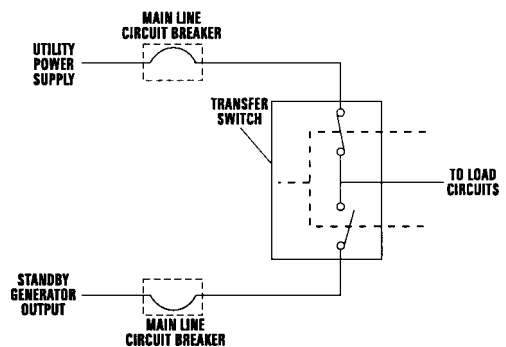 MAIN LINE
CIRCUIT BREAKER
UTILITY
POWER
SUPPLY
TRANSFER
SWITCH
TO LOAD
CIRCUITS
STANDBY
GENERATOR
OUTPUT
MAIN LINE
CIRCUIT BREAKER